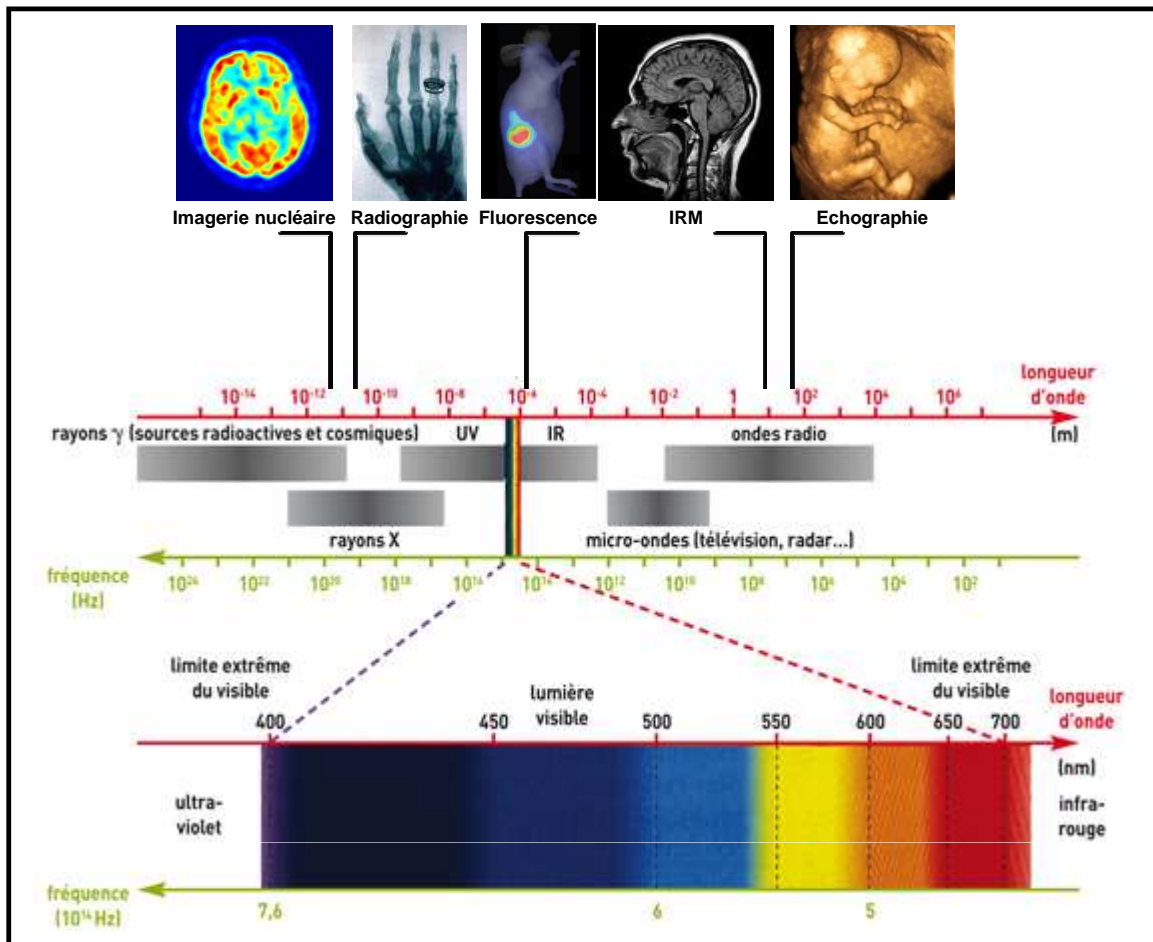 Imagerie nucléaire Radiographie Fluorescence IRM Echographie
10⁻¹⁴ 10⁻¹² 10⁻¹⁰ 10⁻⁸ 10⁻⁶ 10⁻⁴ 10⁻² 1 10² 10⁴ 10⁶ longueur
d'onde
(m)
rayons γ (sources radioactives et cosmiques) UV IR ondes radio
rayons X micro-ondes (télévision, radar...)
fréquence
(Hz)
10²⁴ 10²² 10²⁰ 10¹⁸ 10¹⁶ 10¹⁴ 10¹² 10¹⁰ 10⁸ 10⁶ 10⁴ 10²
limite extrême
du visible
lumière
visible
limite extrême
du visible
longueur
d'onde
400 450 500 550 600 650 700
(nm)
ultra-
violet
infra-
rouge
fréquence
(10¹⁴ Hz)
7,6 6 5